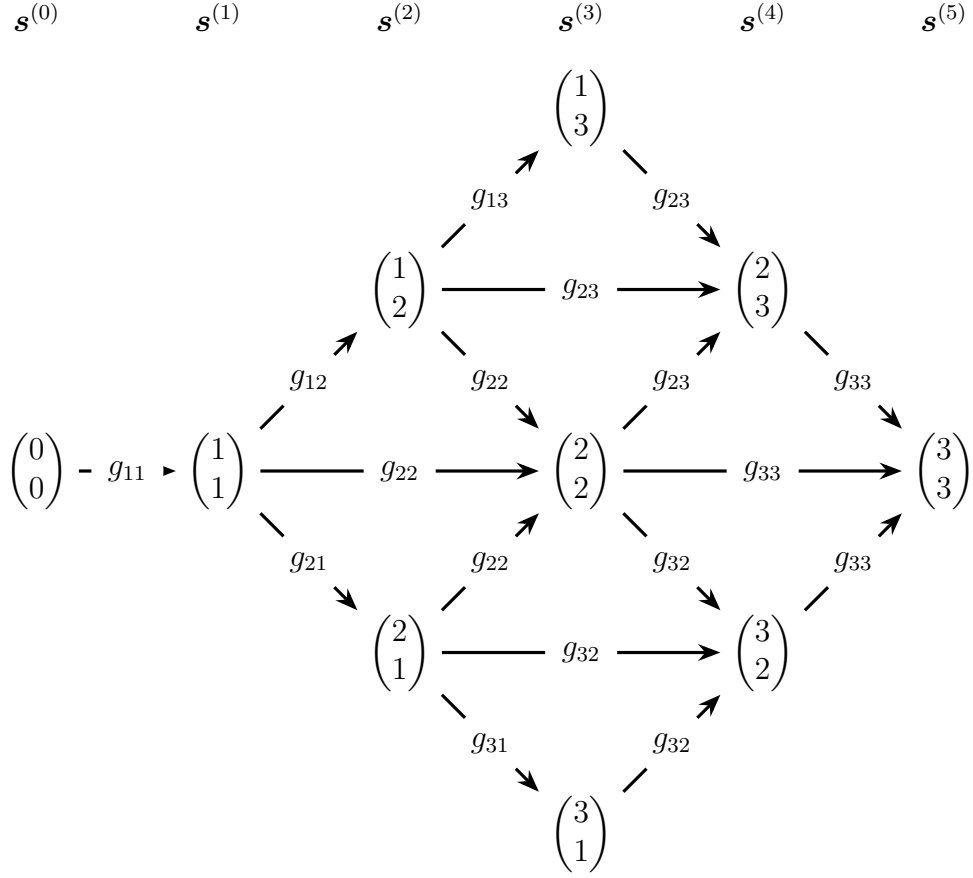 s⁽⁰⁾ s⁽¹⁾ s⁽²⁾ s⁽³⁾ s⁽⁴⁾ s⁽⁵⁾
(1
3)
g₁₃ g₂₃
(1
2) g₂₃ (2
3)
g₁₂ g₂₂ g₂₃ g₃₃
(0
0) g₁₁ (1
1) g₂₂ (2
2) g₃₃ (3
3)
g₂₁ g₂₂ g₃₂ g₃₃
(2
1) g₃₂ (3
2)
g₃₁ g₃₂
(3
1)